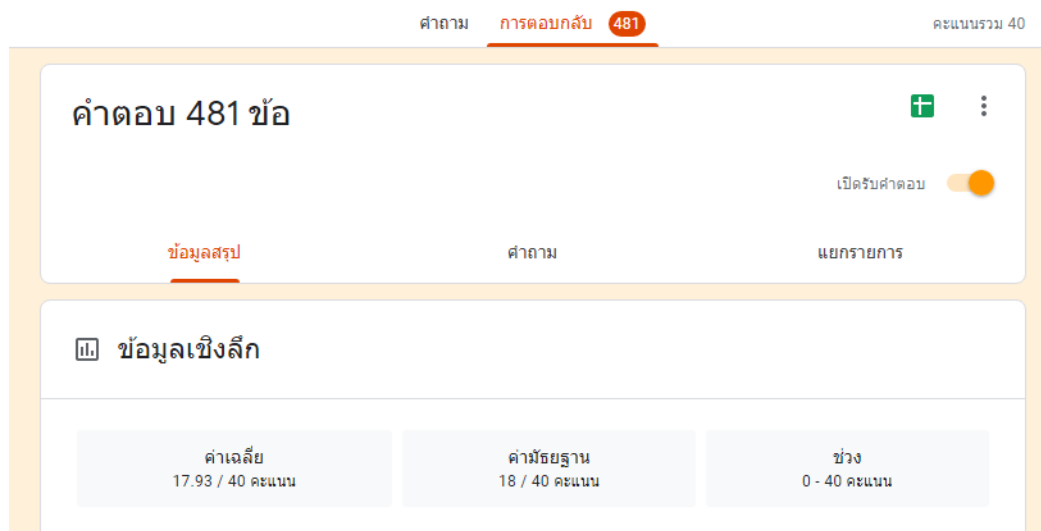 คำถาม การตอบกลับ 481 คะแนนรวม 40
คำตอบ 481 ข้อ
เปิดรับคำตอบ
ข้อมูลสรุป คำถาม แยกรายการ
ข้อมูลเชิงลึก
ค่าเฉลี่ย ค่ามัธยฐาน ช่วง
17.93 / 40 คะแนน 18 / 40 คะแนน 0 - 40 คะแนน